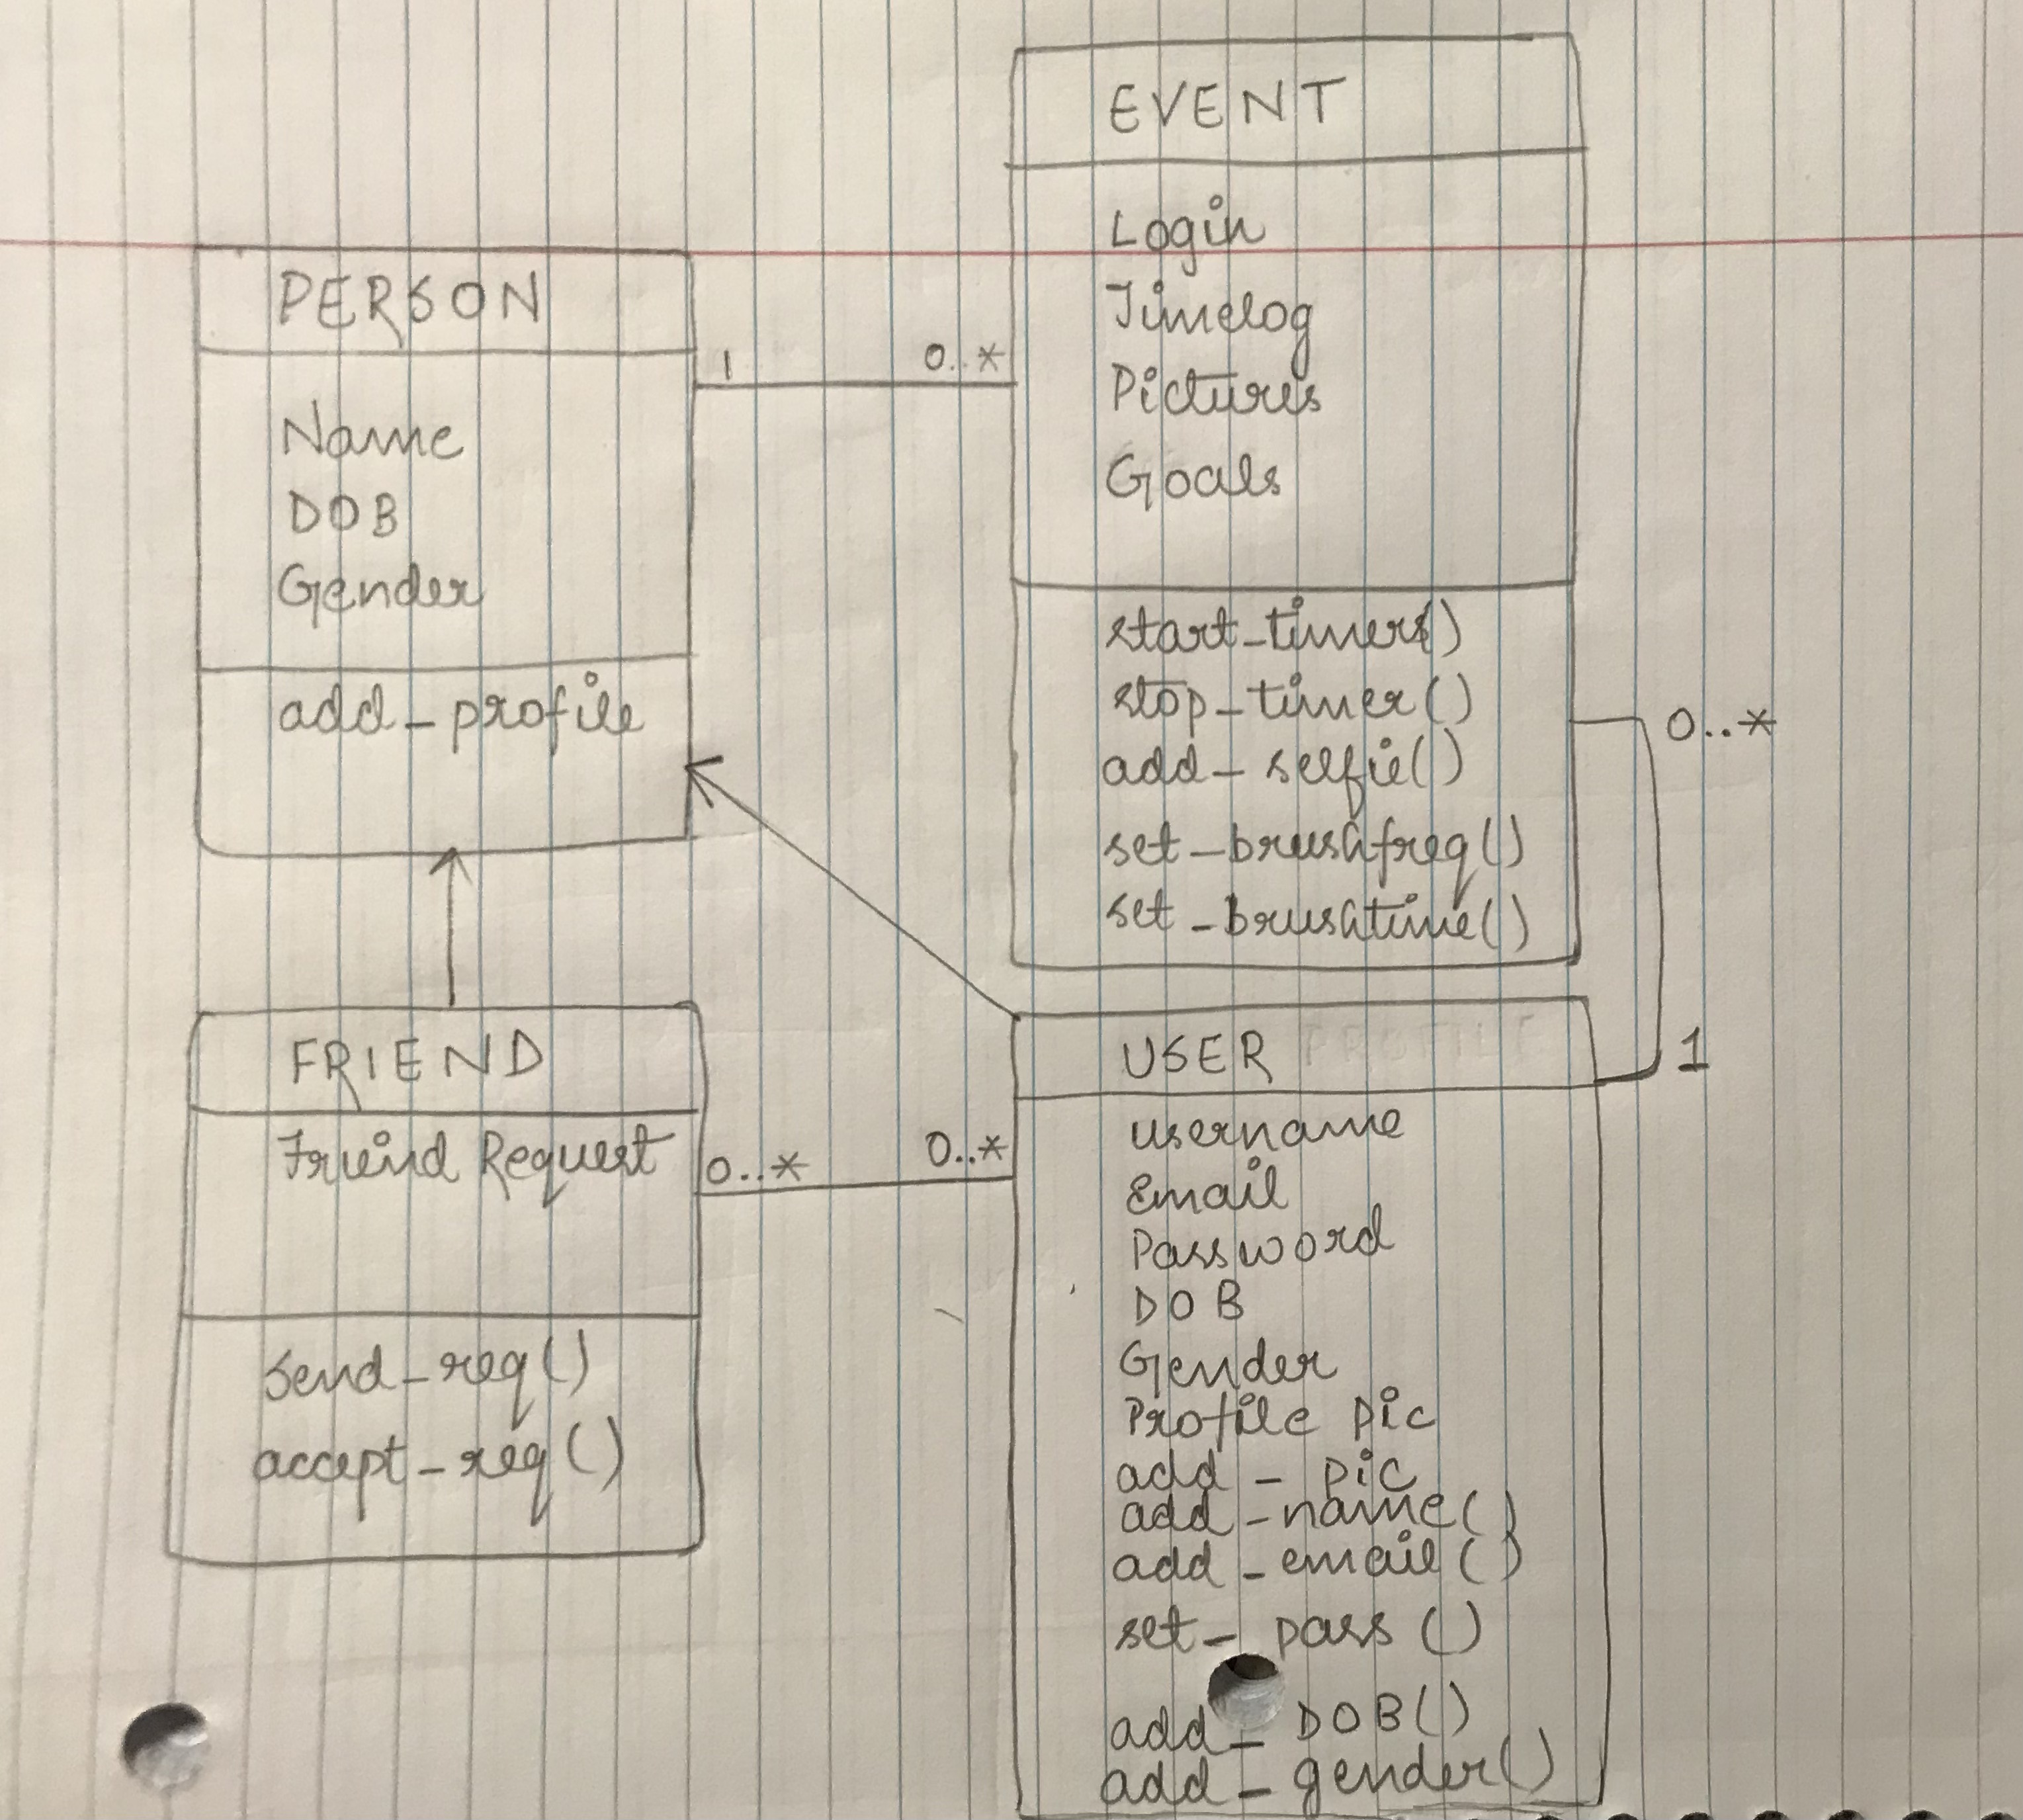 EVENT
Login
Timelog
Pictures
Goals
start_timer()
stop_timer()
add_selfie()
set_brushfreq()
set_brushtime()
PERSON
Name
DOB
Gender
add_profile
1
0..*
0..*
1
FRIEND
Friend Request
send_req()
accept_req()
0..*
0..*
USER PROFILE
username
Email
Password
DOB
Gender
Profile pic
add_pic
add_name()
add_email()
set_pass()
add_DOB()
add_gender()